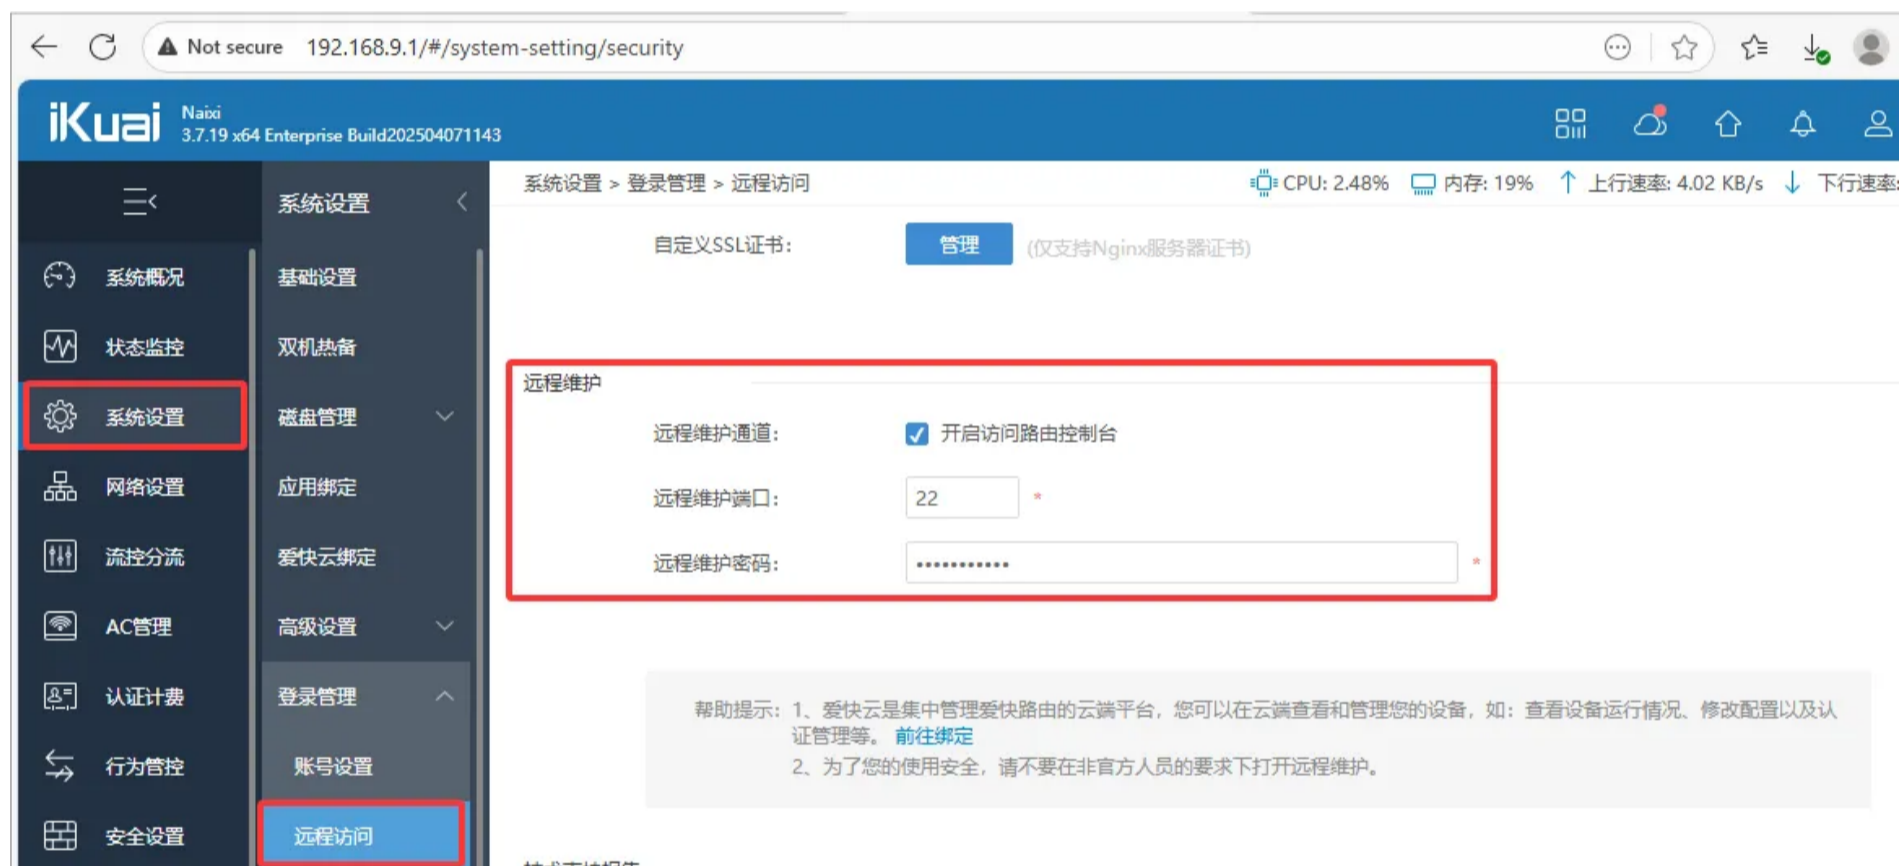 Not secure 192.168.9.1/#/system-setting/security
iKuai
Naixi
3.7.19 x64 Enterprise Build202504071143
系统设置 > 登录管理 > 远程访问
CPU: 2.48% 内存: 19% 上行速率: 4.02 KB/s 下行速率:
系统概况
状态监控
系统设置
网络设置
流控分流
AC管理
认证计费
行为管控
安全设置
系统设置
基础设置
双机热备
磁盘管理
应用绑定
爱快云绑定
高级设置
登录管理
账号设置
远程访问
自定义SSL证书: 管理 (仅支持Nginx服务器证书)
远程维护
远程维护通道: 开启访问路由控制台
远程维护端口: 22 *
远程维护密码: ••••••••••• *
帮助提示: 1、爱快云是集中管理爱快路由的云端平台，您可以在云端查看和管理您的设备，如：查看设备运行情况、修改配置以及认
证管理等。 前往绑定
2、为了您的使用安全，请不要在非官方人员的要求下打开远程维护。